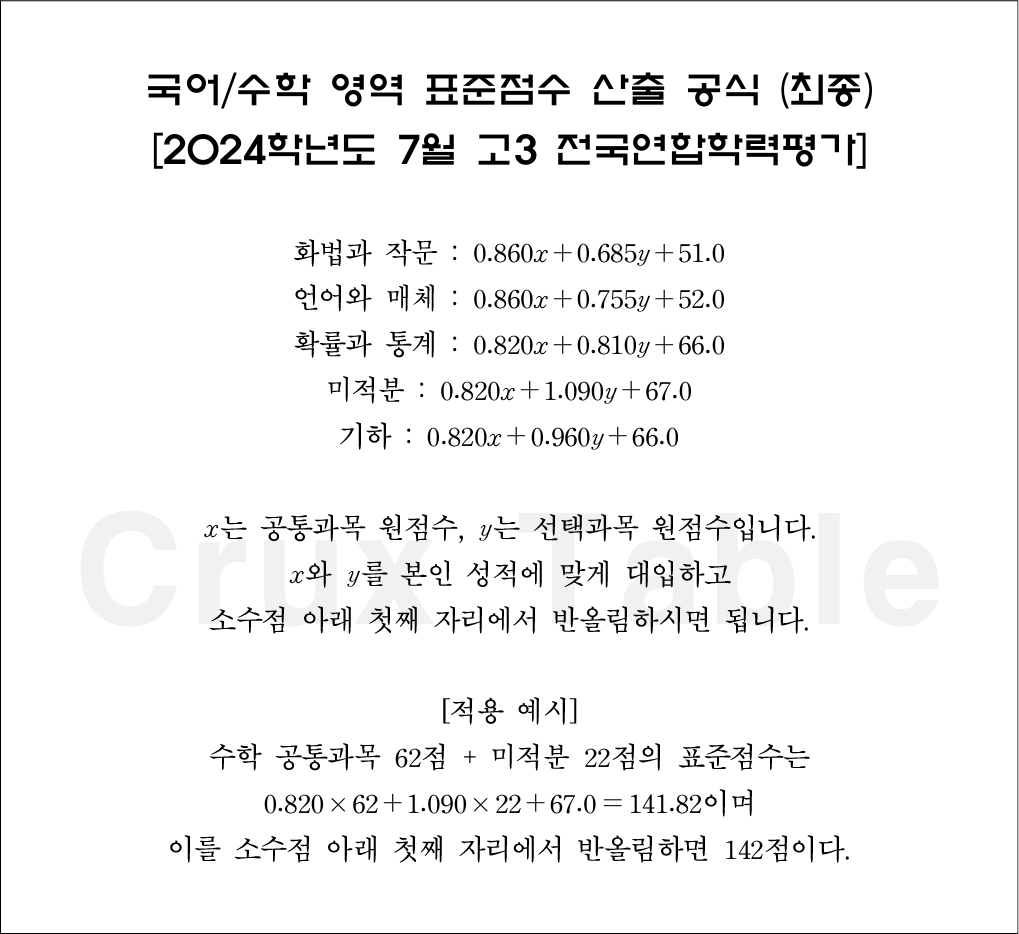 국어/수학 영역 표준점수 산출 공식 (최종)
[2024학년도 7월 고3 전국연합학력평가]
화법과 작문 : 0.860x+0.685y+51.0
언어와 매체 : 0.860x+0.755y+52.0
확률과 통계 : 0.820x+0.810y+66.0
미적분 : 0.820x+1.090y+67.0
기하 : 0.820x+0.960y+66.0
Crux Table
x는 공통과목 원점수, y는 선택과목 원점수입니다.
x와 y를 본인 성적에 맞게 대입하고
소수점 아래 첫째 자리에서 반올림하시면 됩니다.
[적용 예시]
수학 공통과목 62점 + 미적분 22점의 표준점수는
0.820×62+1.090×22+67.0=141.82이며
이를 소수점 아래 첫째 자리에서 반올림하면 142점이다.